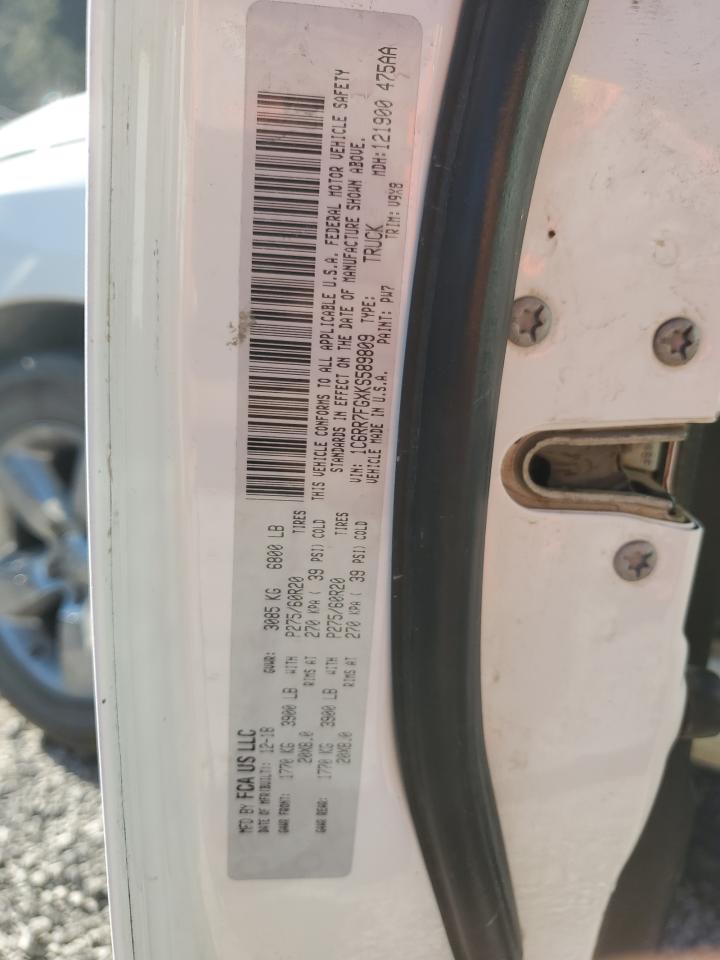 MFD BY FCA US LLC
DATE OF MFR(BUILT): 12-18 GVWR: 3085 KG 6800 LB
GAWR FRONT: 1770 KG 3900 LB WITH P275/60R20 TIRES
20X8.0 RIMS AT 270 KPA ( 39 PSI) COLD
GAWR REAR: 1770 KG 3900 LB WITH P275/60R20 TIRES
20X8.0 RIMS AT 270 KPA ( 39 PSI) COLD
THIS VEHICLE CONFORMS TO ALL APPLICABLE U.S.A. FEDERAL MOTOR VEHICLE SAFETY
STANDARDS IN EFFECT ON THE DATE OF MANUFACTURE SHOWN ABOVE.
VIN: 1C6RR7FGXKS589809 TYPE: TRUCK MDH:121900 475AA
VEHICLE MADE IN U.S.A. PAINT: PW7 TRIM: V9X8